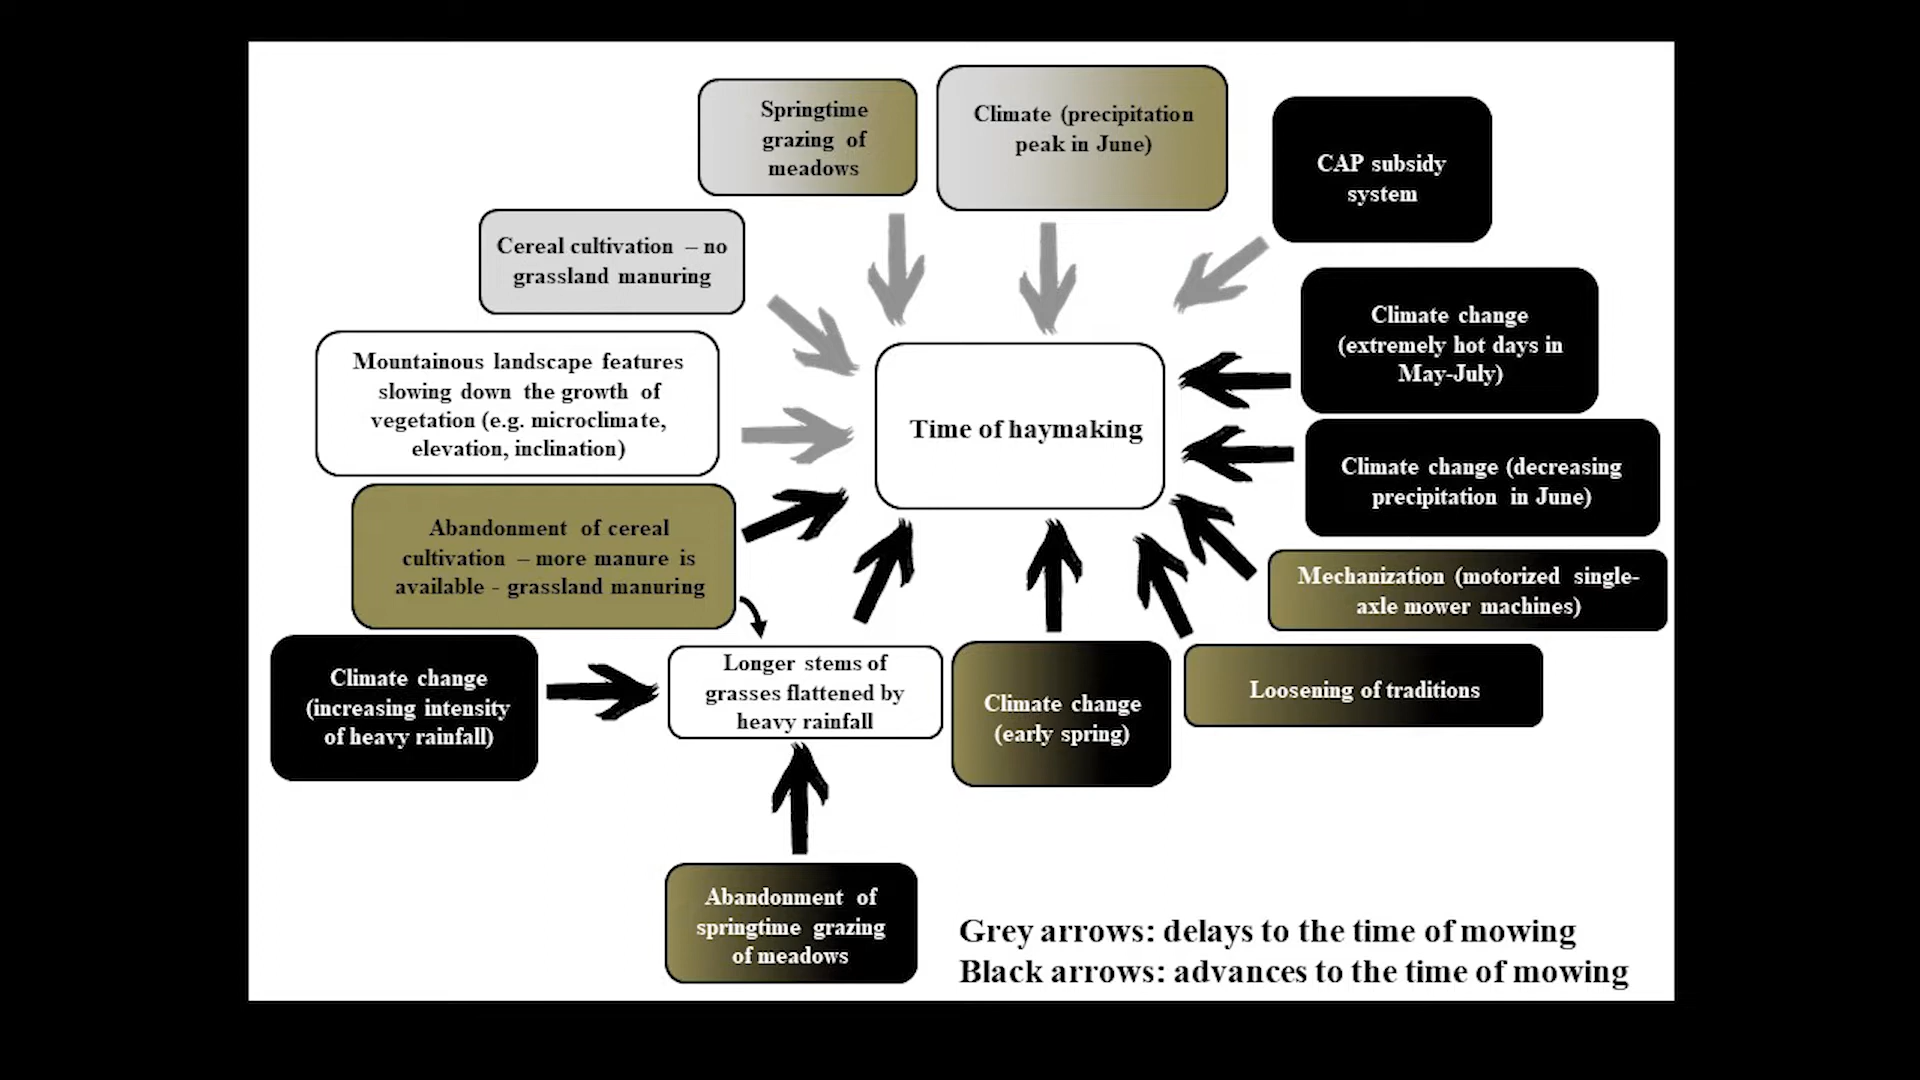 Springtime
grazing of
meadows
Climate (precipitation
peak in June)
CAP subsidy
system
Cereal cultivation – no
grassland manuring
Climate change
(extremely hot days in
May-July)
Mountainous landscape features
slowing down the growth of
vegetation (e.g. microclimate,
elevation, inclination)
Time of haymaking
Climate change (decreasing
precipitation in June)
Abandonment of cereal
cultivation – more manure is
available - grassland manuring
Mechanization (motorized single-
axle mower machines)
Climate change
(increasing intensity
of heavy rainfall)
Longer stems of
grasses flattened by
heavy rainfall
Climate change
(early spring)
Loosening of traditions
Abandonment of
springtime grazing
of meadows
Grey arrows: delays to the time of mowing
Black arrows: advances to the time of mowing